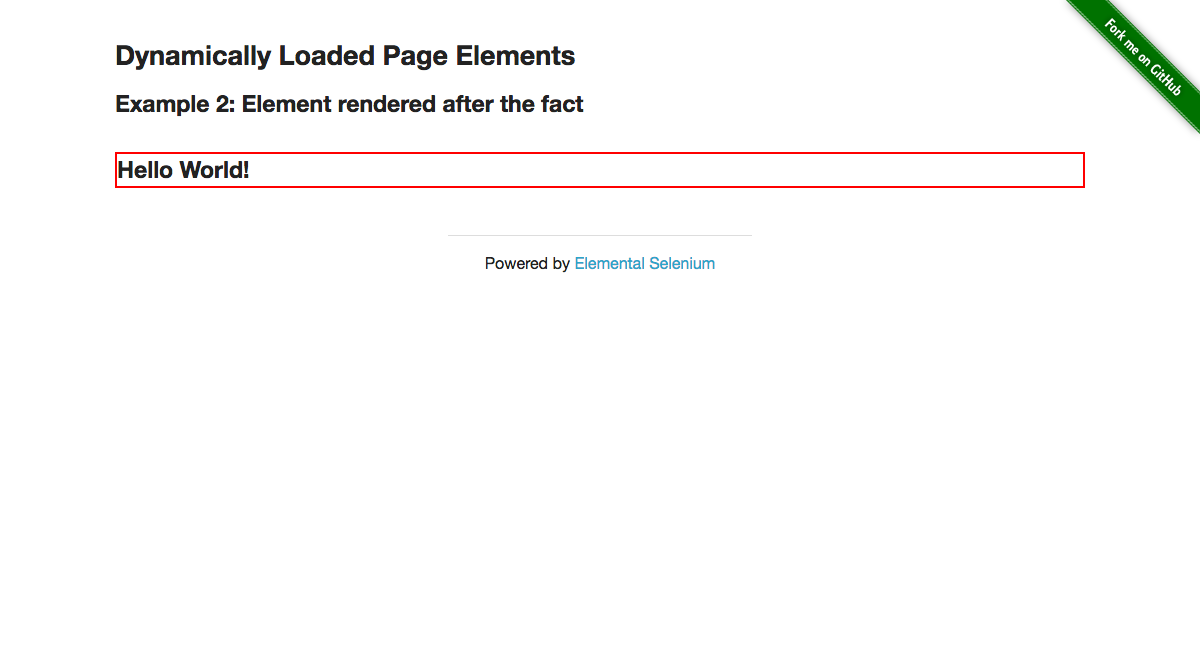 Fork me on GitHub
Dynamically Loaded Page Elements
Example 2: Element rendered after the fact
Hello World!
Powered by Elemental Selenium